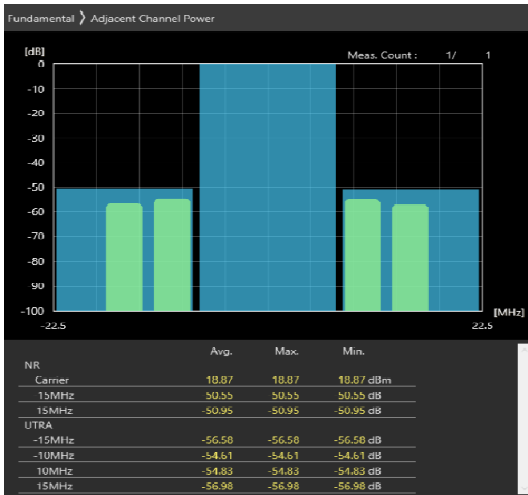 Fundamental ❯ Adjacent Channel Power
[dB] Meas. Count : 1/ 1
0
-10
-20
-30
-40
-50
-60
-70
-80
-90
-100 [MHz]
-22.5 22.5
Avg. Max. Min.
NR
Carrier 18.87 18.87 18.87 dBm
15MHz 50.55 50.55 50.55 dB
15MHz -50.95 -50.95 -50.95 dB
UTRA
-15MHz -56.58 -56.58 -56.58 dB
-10MHz -54.61 -54.61 -54.61 dB
10MHz -54.83 -54.83 -54.83 dB
15MHz -56.98 -56.98 -56.98 dB